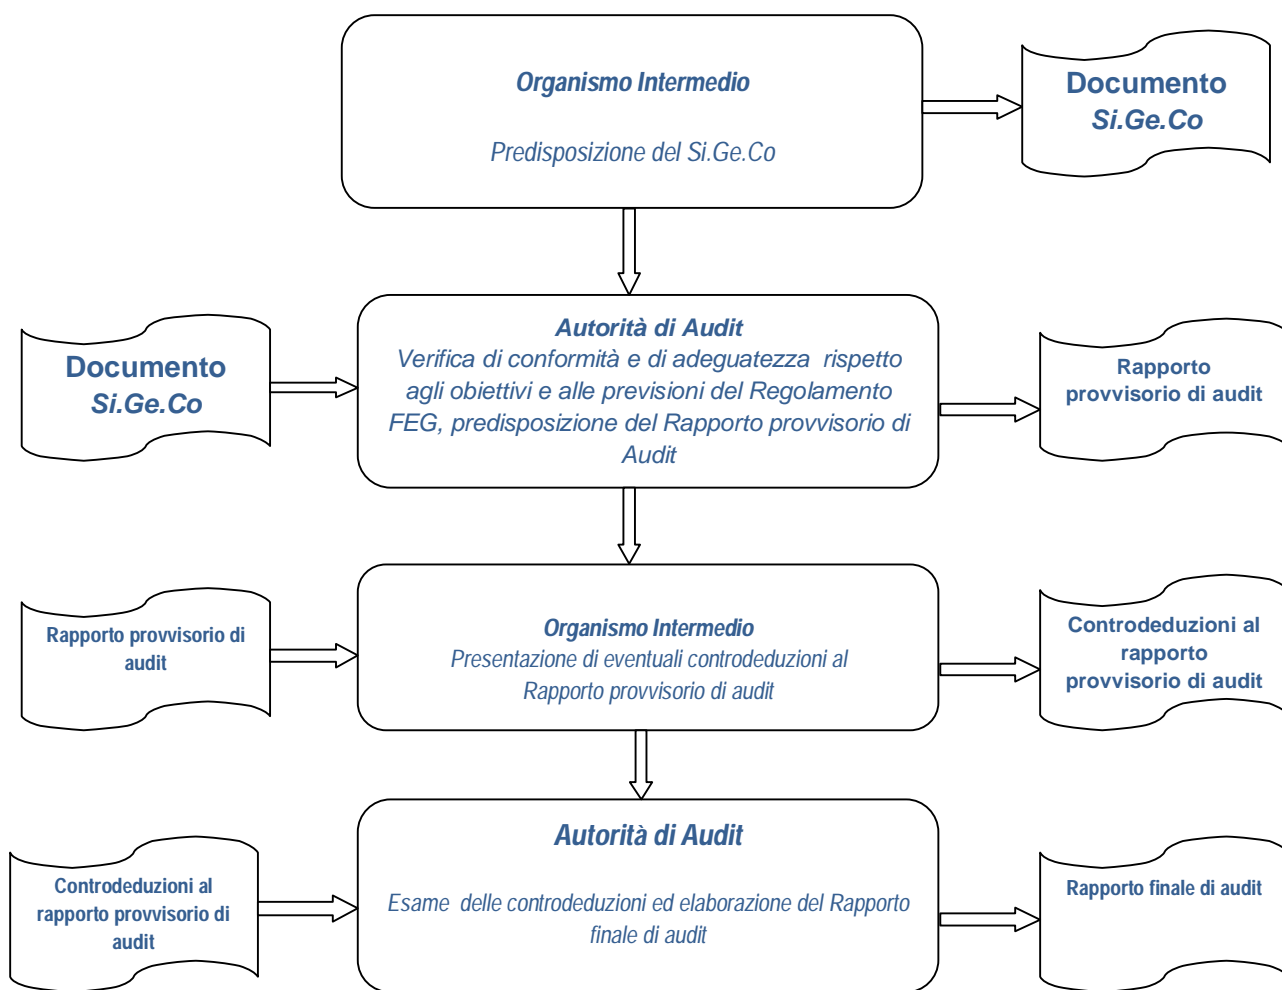 Organismo Intermedio
Predisposizione del Si.Ge.Co
Documento
Si.Ge.Co
Documento
Si.Ge.Co
Autorità di Audit
Verifica di conformità e di adeguatezza rispetto
agli obiettivi e alle previsioni del Regolamento
FEG, predisposizione del Rapporto provvisorio di
Audit
Rapporto
provvisorio di audit
Rapporto provvisorio di
audit
Organismo Intermedio
Presentazione di eventuali controdeduzioni al
Rapporto provvisorio di audit
Controdeduzioni al
rapporto
provvisorio di audit
Controdeduzioni al
rapporto provvisorio di
audit
Autorità di Audit
Esame delle controdeduzioni ed elaborazione del Rapporto
finale di audit
Rapporto finale di audit